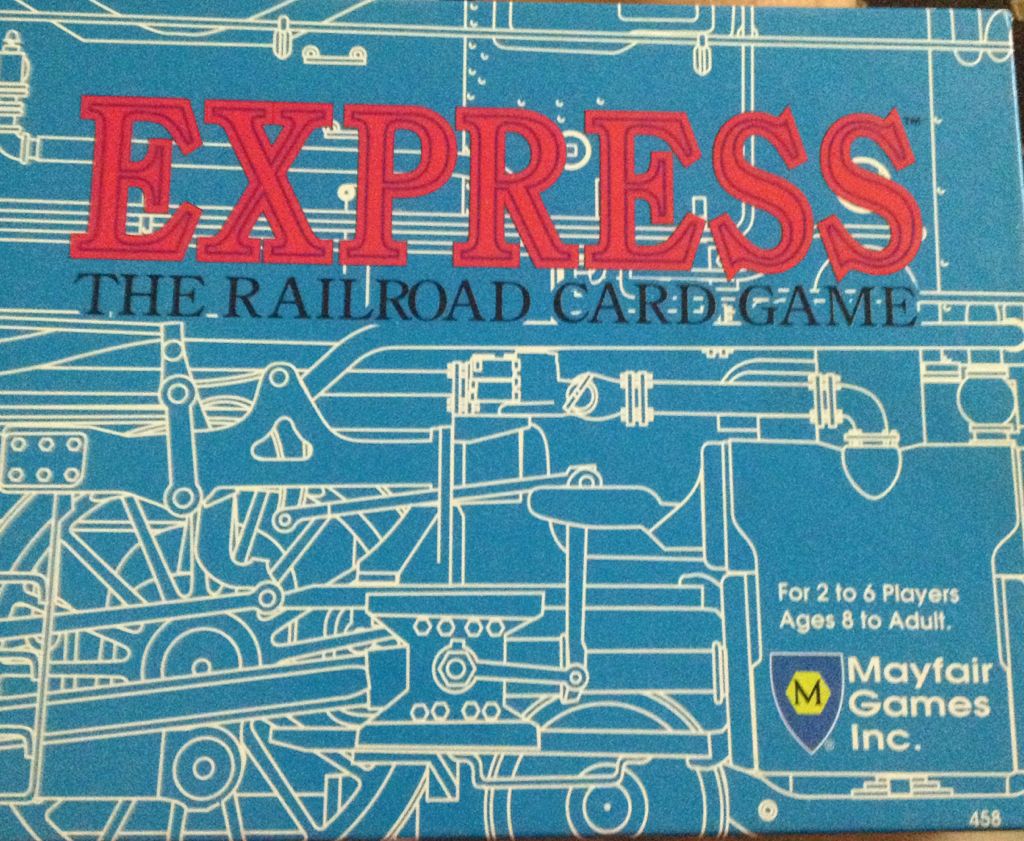 EXPRESS™
THE RAILROAD CARD GAME
For 2 to 6 Players
Ages 8 to Adult.
M
®
Mayfair
Games
Inc.
458